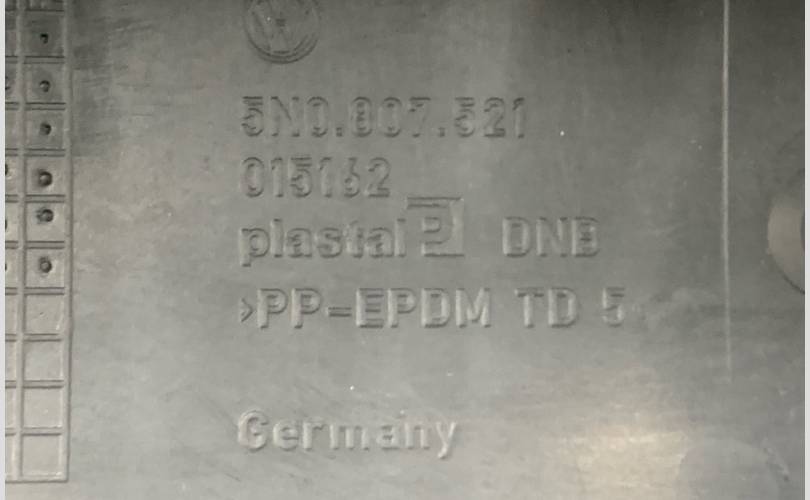 5N0.807.521
015162
plastal P DNB
>PP-EPDM TD 5
Germany